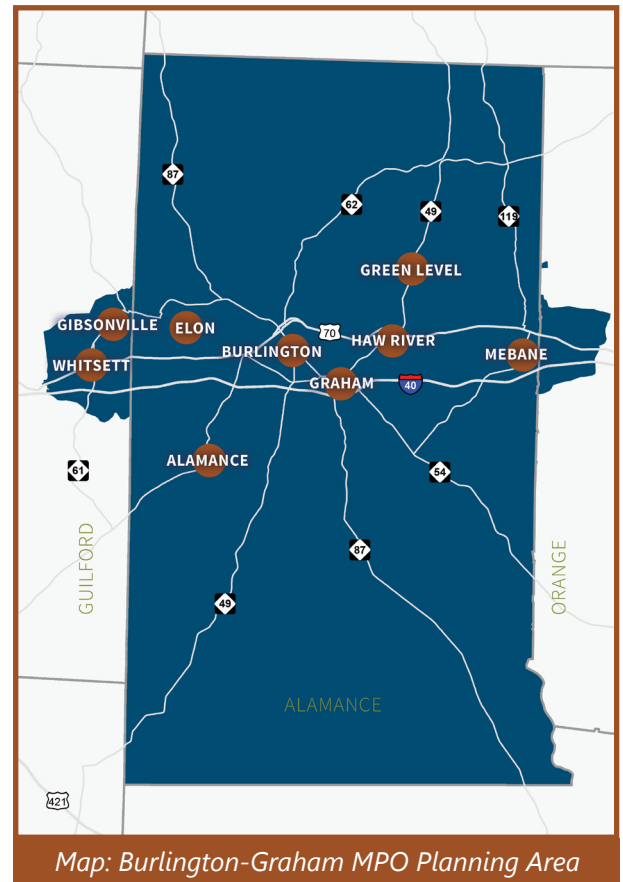 87
62
49
119
GREEN LEVEL
GIBSONVILLE
ELON
70
HAW RIVER
BURLINGTON
MEBANE
WHITSETT
GRAHAM
40
ALAMANCE
61
54
GUILFORD
87
ORANGE
49
ALAMANCE
421
Map: Burlington-Graham MPO Planning Area